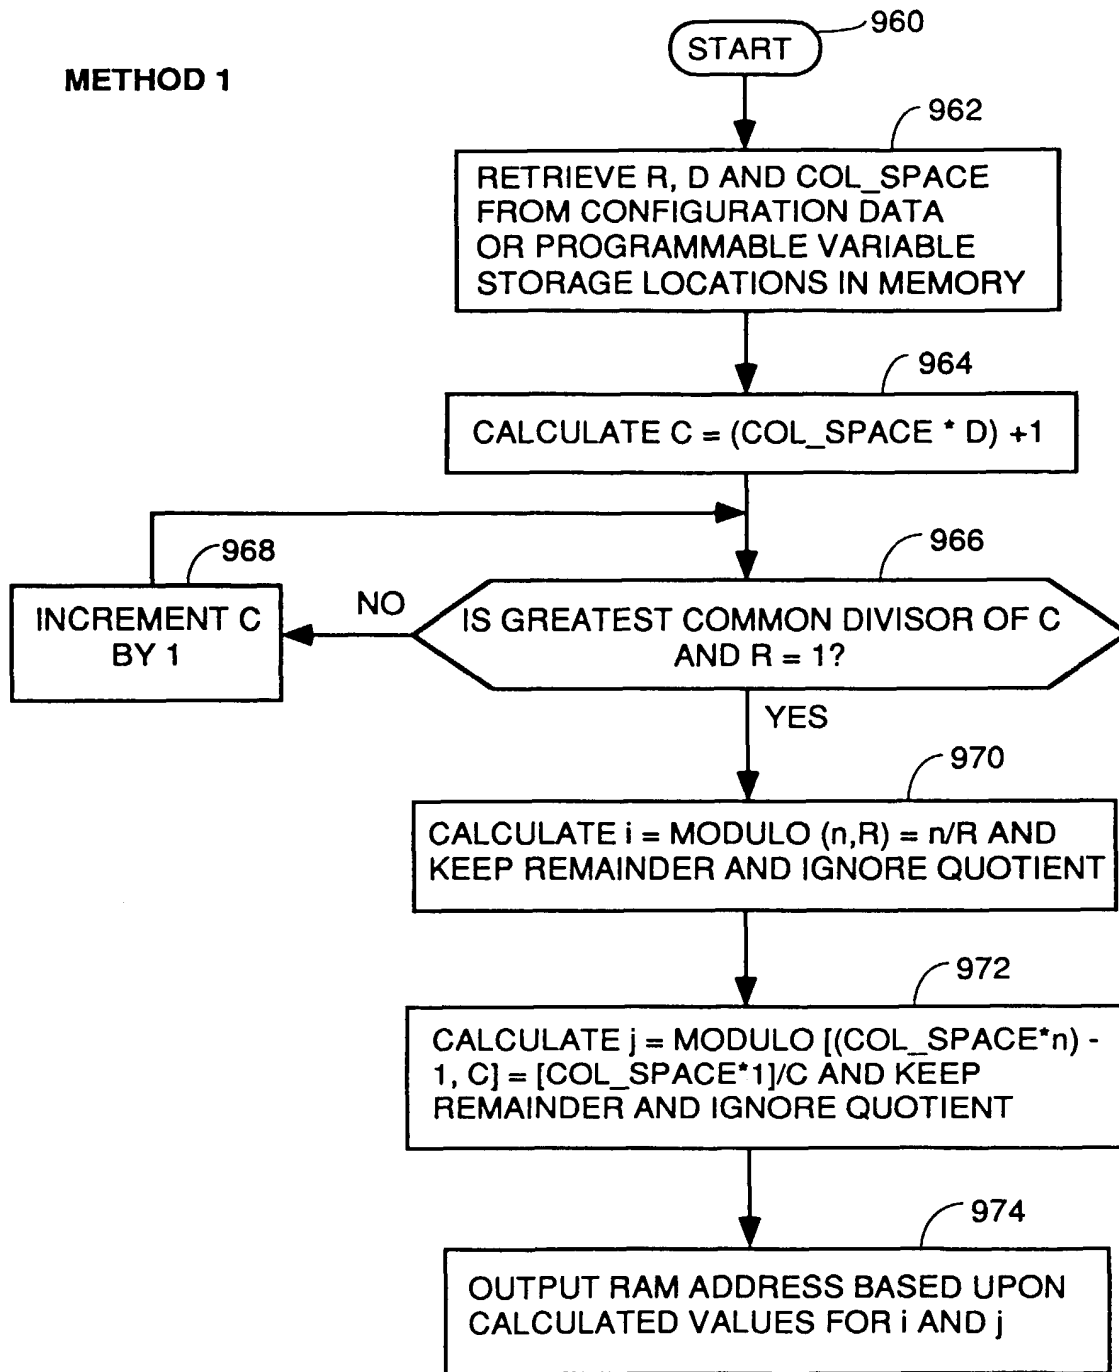 METHOD 1
START
960
962
RETRIEVE R, D AND COL_SPACE
FROM CONFIGURATION DATA
OR PROGRAMMABLE VARIABLE
STORAGE LOCATIONS IN MEMORY
964
CALCULATE C = (COL_SPACE * D) +1
968
INCREMENT C
BY 1
NO
966
IS GREATEST COMMON DIVISOR OF C
AND R = 1?
YES
970
CALCULATE i = MODULO (n,R) = n/R AND
KEEP REMAINDER AND IGNORE QUOTIENT
972
CALCULATE j = MODULO [(COL_SPACE*n) -
1, C] = [COL_SPACE*1]/C AND KEEP
REMAINDER AND IGNORE QUOTIENT
974
OUTPUT RAM ADDRESS BASED UPON
CALCULATED VALUES FOR i AND j